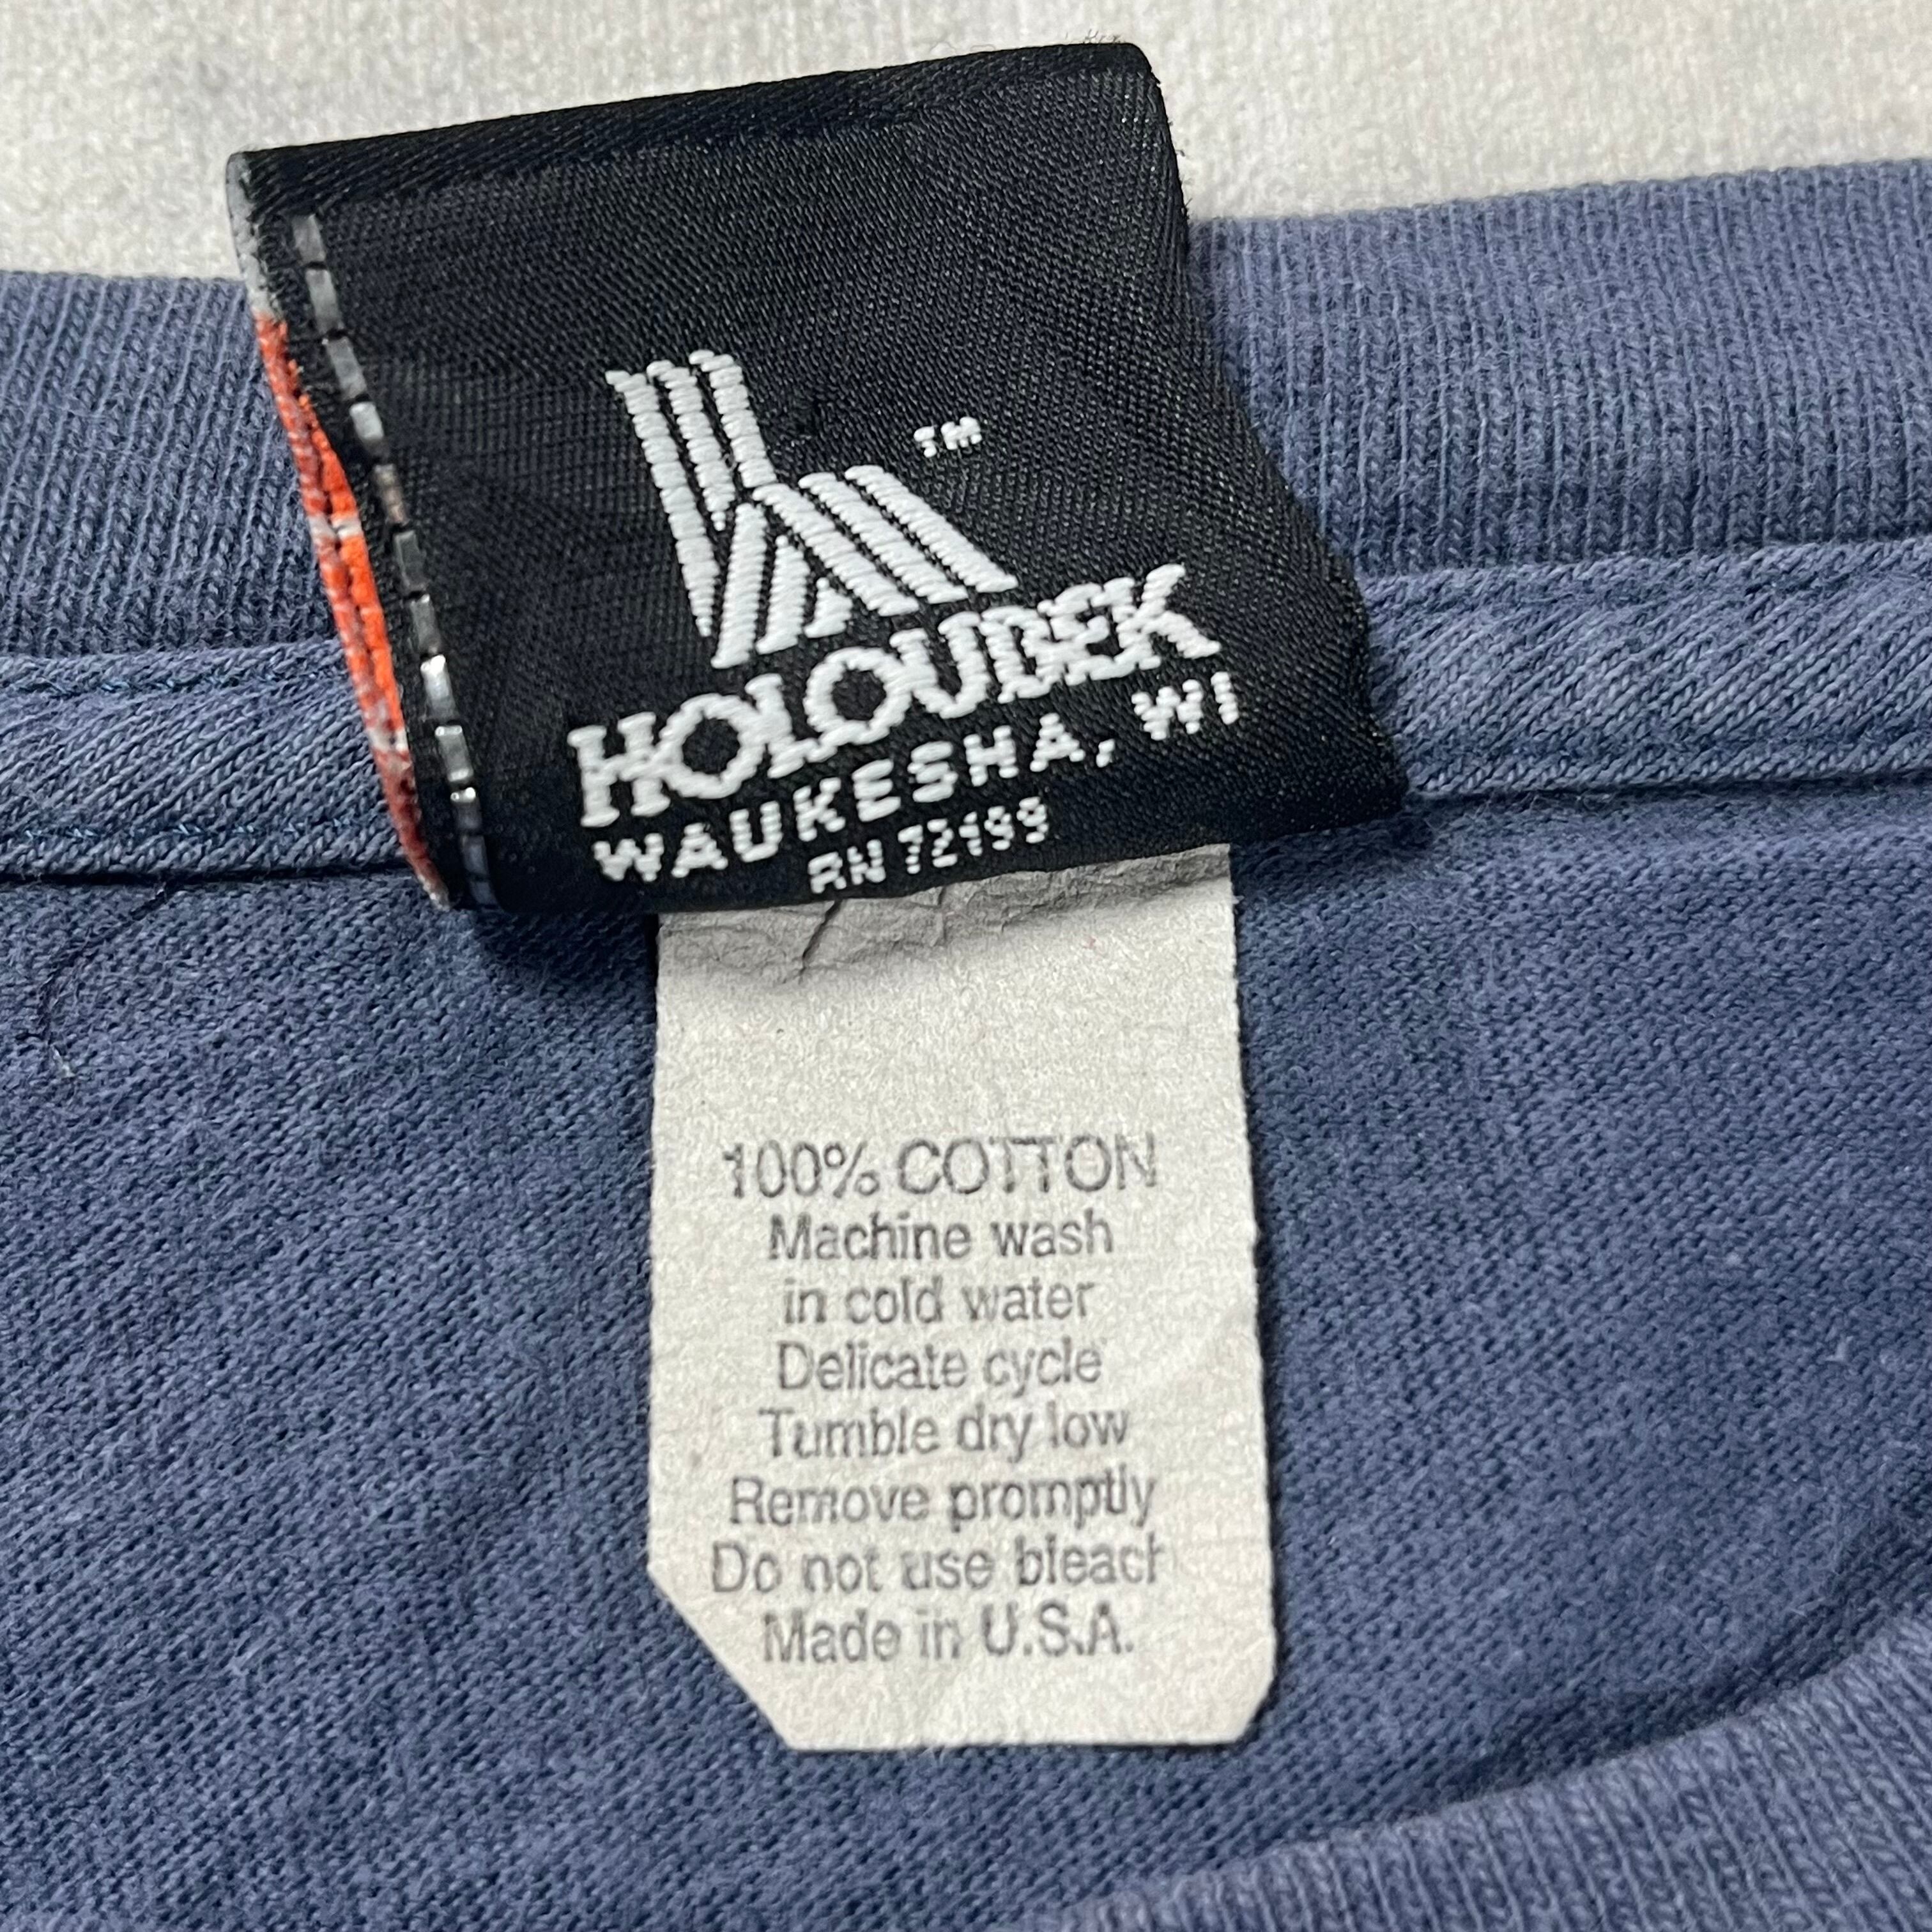 TM
HOLOUBEK
WAUKESHA, WI
RN 72199
100% COTTON
Machine wash
in cold water
Delicate cycle
Tumble dry low
Remove promptly
Do not use bleach
Made in U.S.A.